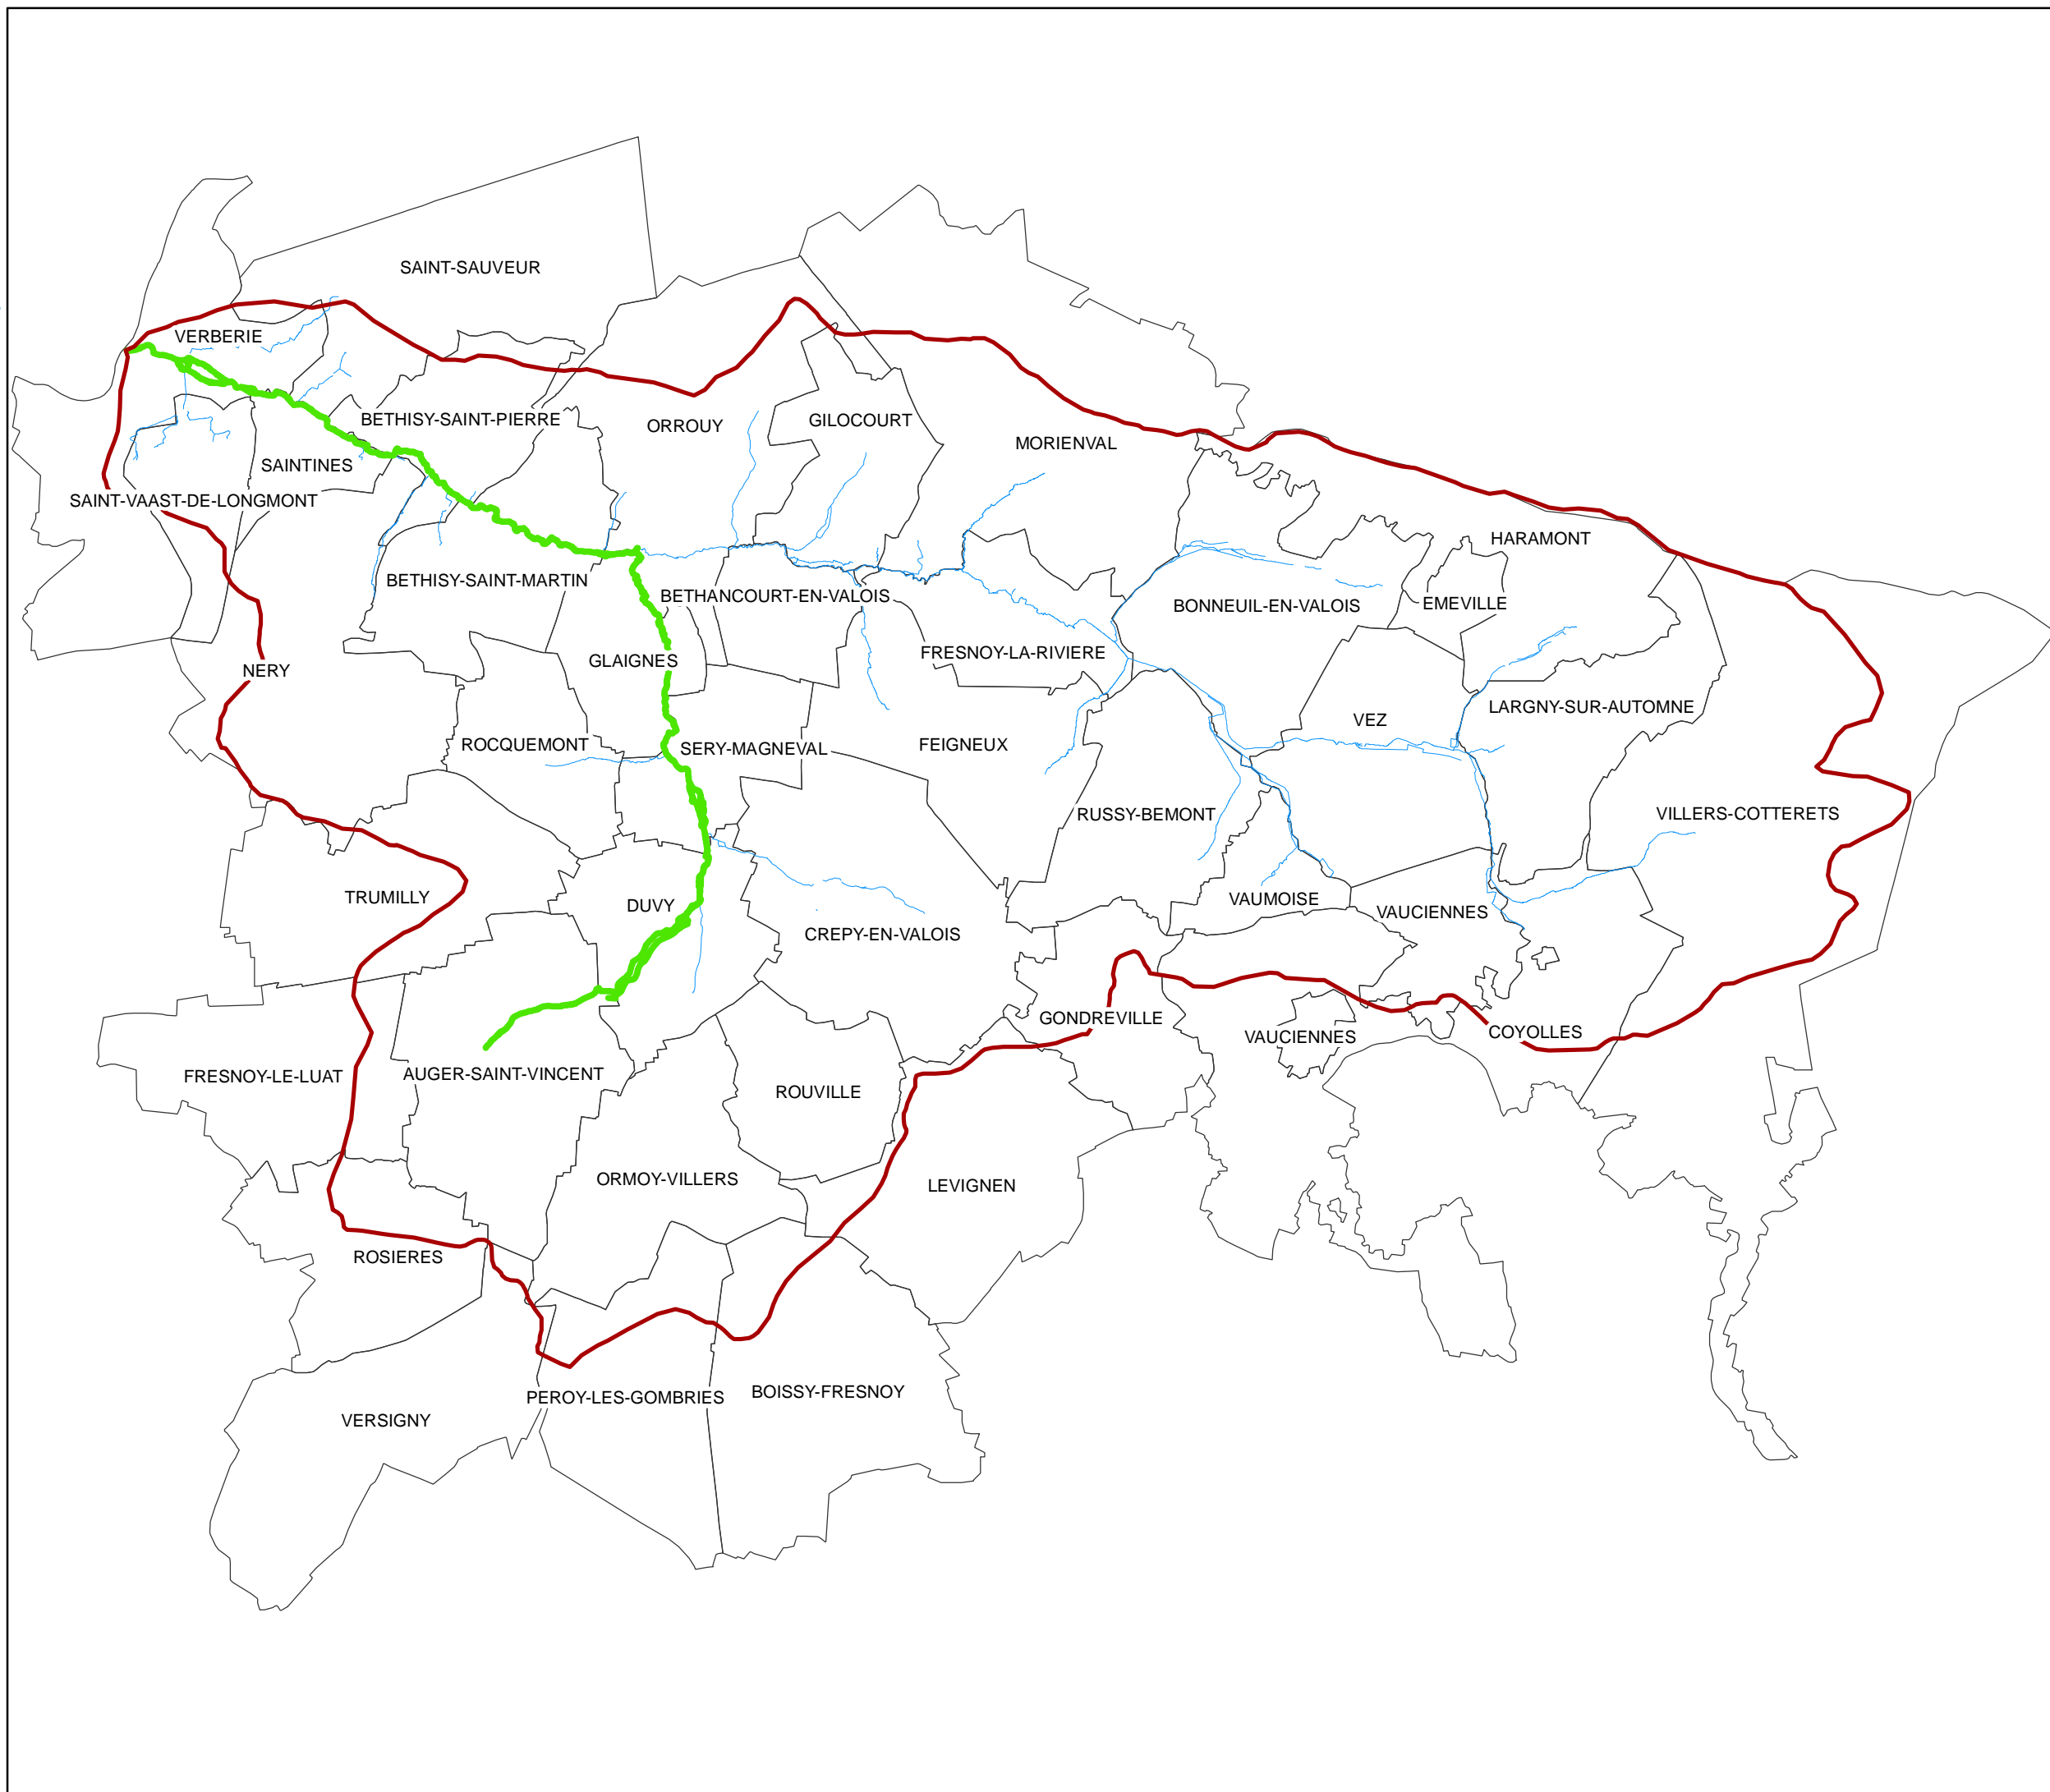 SAINT-SAUVEUR
VERBERIE
BETHISY-SAINT-PIERRE
ORROUY
GILOCOURT
MORIENVAL
SAINTINES
SAINT-VAAST-DE-LONGMONT
HARAMONT
BETHISY-SAINT-MARTIN
BETHANCOURT-EN-VALOIS
BONNEUIL-EN-VALOIS
EMEVILLE
FRESNOY-LA-RIVIERE
GLAIGNES
NERY
LARGNY-SUR-AUTOMNE
VEZ
ROCQUEMONT
SERY-MAGNEVAL
FEIGNEUX
RUSSY-BEMONT
VILLERS-COTTERETS
TRUMILLY
DUVY
VAUMOISE
VAUCIENNES
CREPY-EN-VALOIS
GONDREVILLE
VAUCIENNES
COYOLLES
FRESNOY-LE-LUAT
AUGER-SAINT-VINCENT
ROUVILLE
ORMOY-VILLERS
LEVIGNEN
ROSIERES
PEROY-LES-GOMBRIES
BOISSY-FRESNOY
VERSIGNY